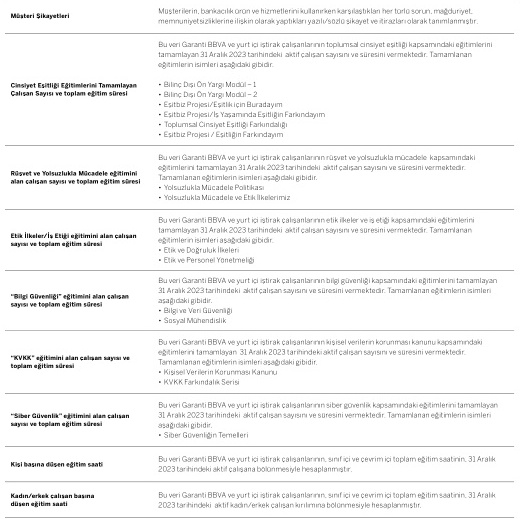 Müşteri Şikayetleri
Müşterilerin, bankacılık ürün ve hizmetlerini kullanırken karşılaştıkları her türlü sorun, mağduriyet,
memnuniyetsizliklerine ilişkin olarak yaptıkları yazılı/sözlü şikayet ve itirazları olarak tanımlanmıştır.
Cinsiyet Eşitliği Eğitimlerini Tamamlayan
Çalışan Sayısı ve toplam eğitim süresi
Bu veri Garanti BBVA ve yurt içi iştirak çalışanlarının toplumsal cinsiyet eşitliği kapsamındaki eğitimlerini
tamamlayan 31 Aralık 2023 tarihindeki aktif çalışan sayısını ve süresini vermektedir. Tamamlanan
eğitimlerin isimleri aşağıdaki gibidir.
• Bilinç Dışı Ön Yargı Modül – 1
• Bilinç Dışı Ön Yargı Modül – 2
• Eşitbiz Projesi/Eşitlik için Buradayım
• Eşitbiz Projesi/İş Yaşamında Eşitliğin Farkındayım
• Toplumsal Cinsiyet Eşitliği Farkındalığı
• Eşitbiz Projesi / Eşitliğin Farkındayım
Rüşvet ve Yolsuzlukla Mücadele eğitimini
alan çalışan sayısı ve toplam eğitim süresi
Bu veri Garanti BBVA ve yurt içi iştirak çalışanlarının rüşvet ve yolsuzlukla mücadele kapsamındaki
eğitimlerini tamamlayan 31 Aralık 2023 tarihindeki aktif çalışan sayısını ve süresini vermektedir.
Tamamlanan eğitimlerin isimleri aşağıdaki gibidir.
• Yolsuzlukla Mücadele Politikası
• Yolsuzlukla Mücadele ve Etik İlkelerimiz
Etik İlkeler/İş Etiği eğitimini alan çalışan
sayısı ve toplam eğitim süresi
Bu veri Garanti BBVA ve yurt içi iştirak çalışanlarının etik ilkeler ve iş etiği kapsamındaki eğitimlerini
tamamlayan 31 Aralık 2023 tarihindeki aktif çalışan sayısını ve süresini vermektedir. Tamamlanan
eğitimlerin isimleri aşağıdaki gibidir.
• Etik ve Doğruluk İlkeleri
• Etik ve Personel Yönetmeliği
“Bilgi Güvenliği” eğitimini alan çalışan
sayısı ve toplam eğitim süresi
Bu veri Garanti BBVA ve yurt içi iştirak çalışanlarının bilgi güvenliği kapsamındaki eğitimlerini tamamlayan
31 Aralık 2023 tarihindeki aktif çalışan sayısını ve süresini vermektedir. Tamamlanan eğitimlerin isimleri
aşağıdaki gibidir.
• Bilgi ve Veri Güvenliği
• Sosyal Mühendislik
“KVKK” eğitimini alan çalışan sayısı ve
toplam eğitim süresi
Bu veri Garanti BBVA ve yurt içi iştirak çalışanlarının kişisel verilerin korunması kanunu kapsamındaki
eğitimlerini tamamlayan 31 Aralık 2023 tarihindeki aktif çalışan sayısını ve süresini vermektedir.
Tamamlanan eğitimlerin isimleri aşağıdaki gibidir.
• Kişisel Verilerin Korunması Kanunu
• KVKK Farkındalık Serisi
“Siber Güvenlik” eğitimini alan çalışan
sayısı ve toplam eğitim süresi
Bu veri Garanti BBVA ve yurt içi iştirak çalışanlarının siber güvenlik kapsamındaki eğitimlerini tamamlayan
31 Aralık 2023 tarihindeki aktif çalışan sayısını ve süresini vermektedir. Tamamlanan eğitimlerin isimleri
aşağıdaki gibidir.
• Siber Güvenliğin Temelleri
Kişi başına düşen eğitim saati
Bu veri Garanti BBVA ve yurt içi iştirak çalışanlarının, sınıf içi ve çevrim içi toplam eğitim saatinin, 31 Aralık
2023 tarihindeki aktif çalışana bölünmesiyle hesaplanmıştır.
Kadın/erkek çalışan başına
düşen eğitim saati
Bu veri Garanti BBVA ve yurt içi iştirak çalışanlarının, sınıf içi ve çevrim içi toplam eğitim saatinin, 31 Aralık
2023 tarihindeki aktif kadın/erkek çalışan kırılımına bölünmesiyle hesaplanmıştır.